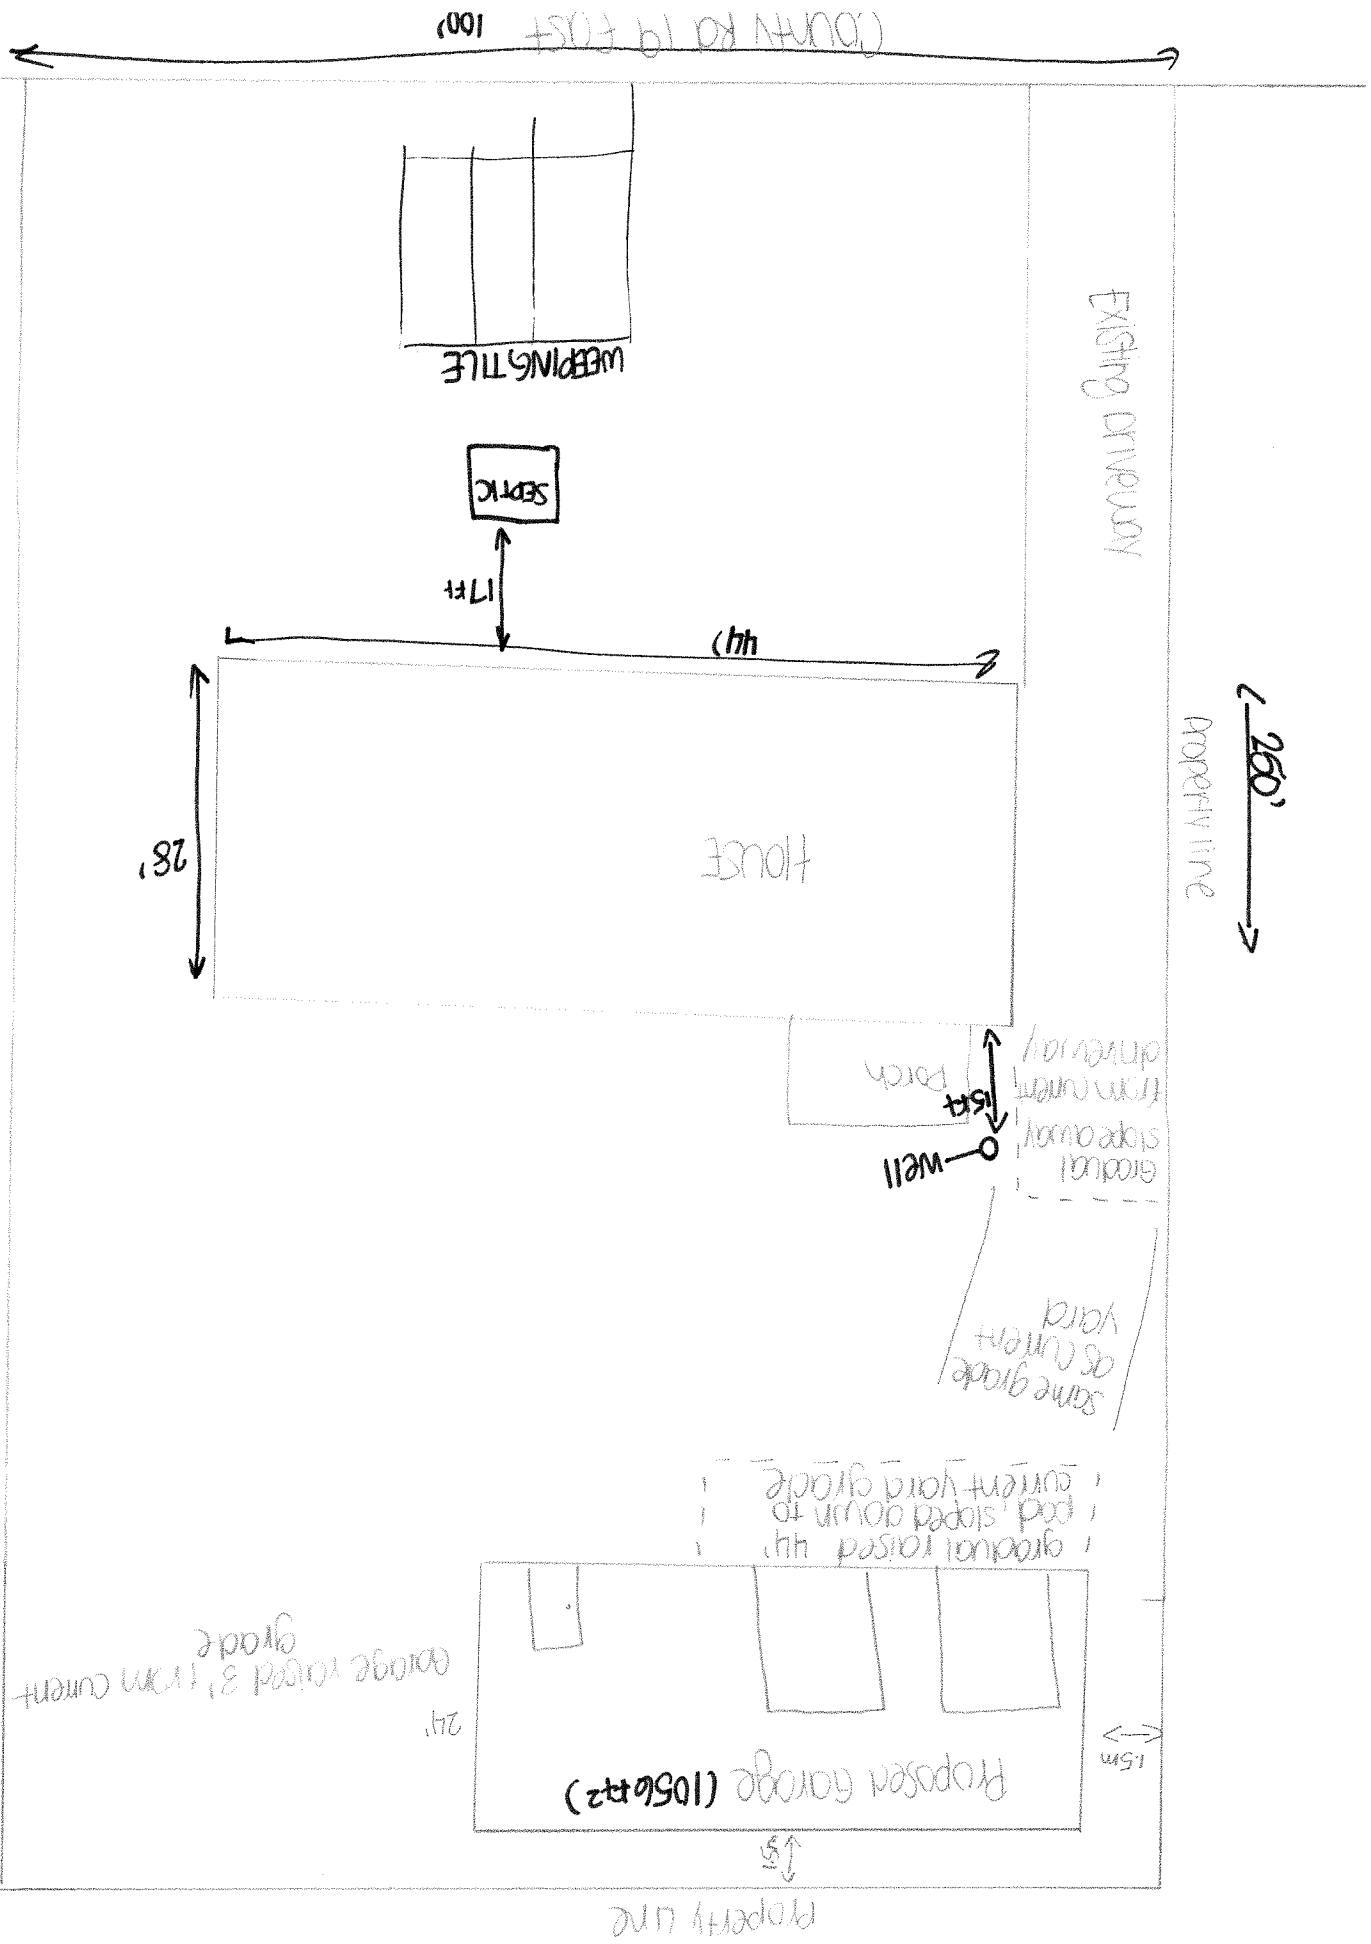 Property Line
1.5m
Proposed Garage (1056ft2)
1.5m
24'
Garage raised 3' from current
grade
gradual raised 44'
pad, sloped down to
current yard grade
same grade
as current
yard
Gradual
slope away
from current
driveway
well
15ft
Porch
HOUSE
28'
Property line
260'
44'
17ft
SEPTIC
WEEPING TILE
Existing Driveway
County Rd 19 East
100'